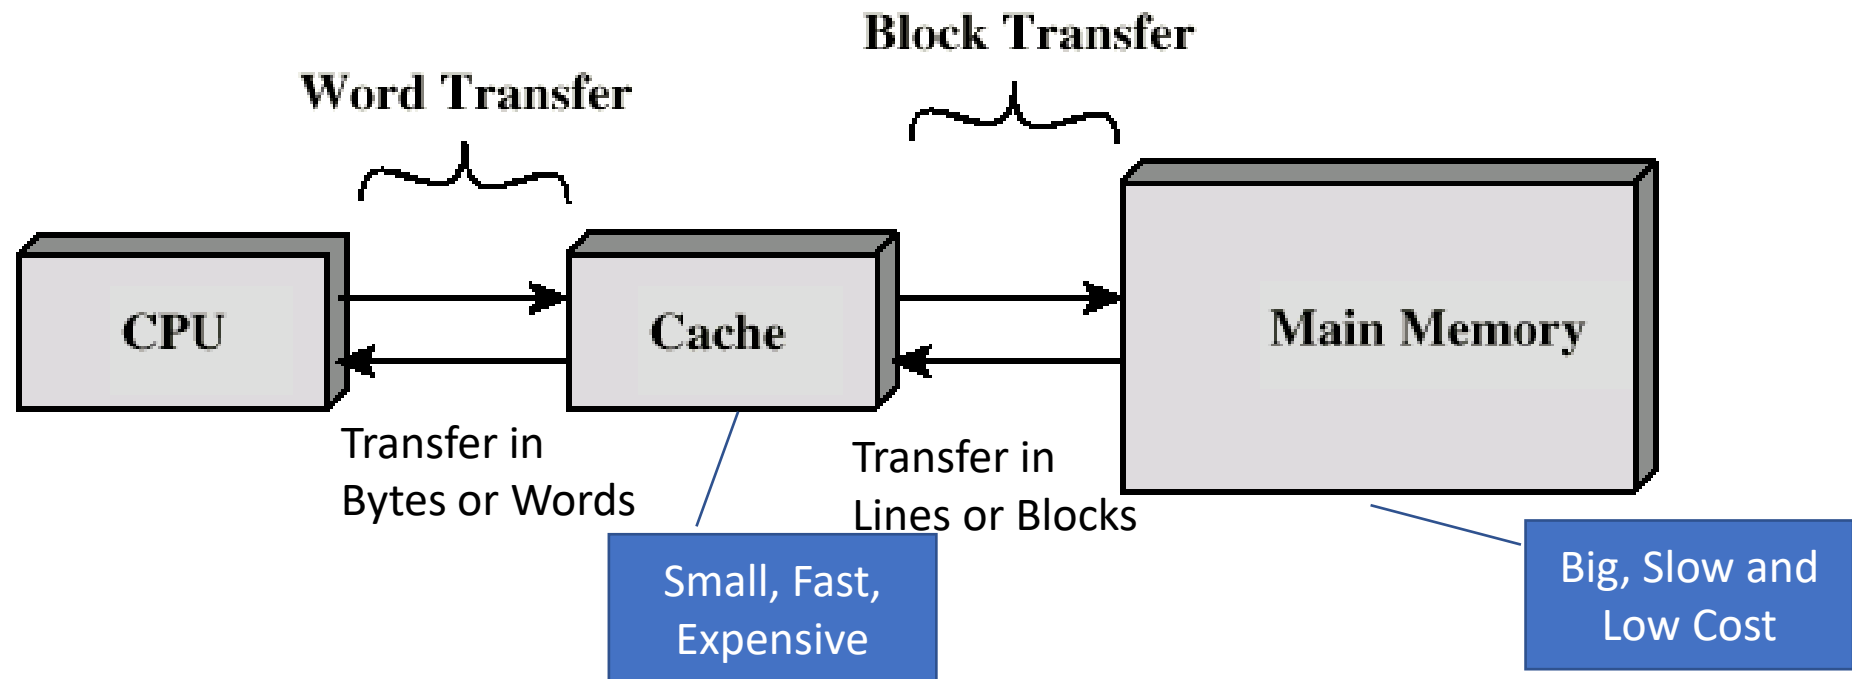 Block Transfer
Word Transfer
CPU
Cache
Main Memory
Transfer in
Bytes or Words
Transfer in
Lines or Blocks
Small, Fast,
Expensive
Big, Slow and
Low Cost